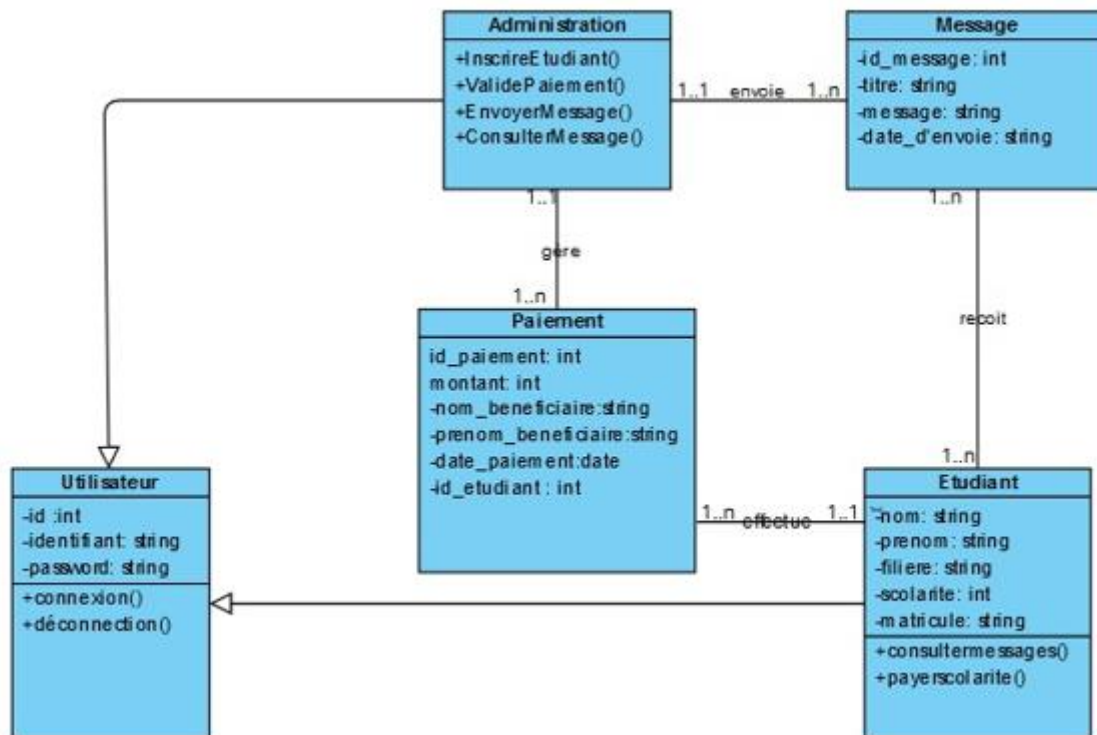 Administration
+InscrireEtudiant()
+ValidePaiement()
+EnvoyerMessage()
+ConsulterMessage()
1..1 envoie 1..n
Message
-id_message: int
-titre: string
-message: string
-date_d'envoie: string
1..1
gère
1..n
1..n
recoit
1..n
Paiement
id_paiement: int
montant: int
-nom_beneficiaire:string
-prenom_beneficiaire:string
-date_paiement:date
-id_etudiant : int
1..n effectue 1..1
Utilisateur
-id :int
-identifiant: string
-password: string
+connexion()
+déconnection()
Etudiant
-nom: string
-prenom: string
-filiere: string
-scolarite: int
-matricule: string
+consultermessages()
+payerscolarite()